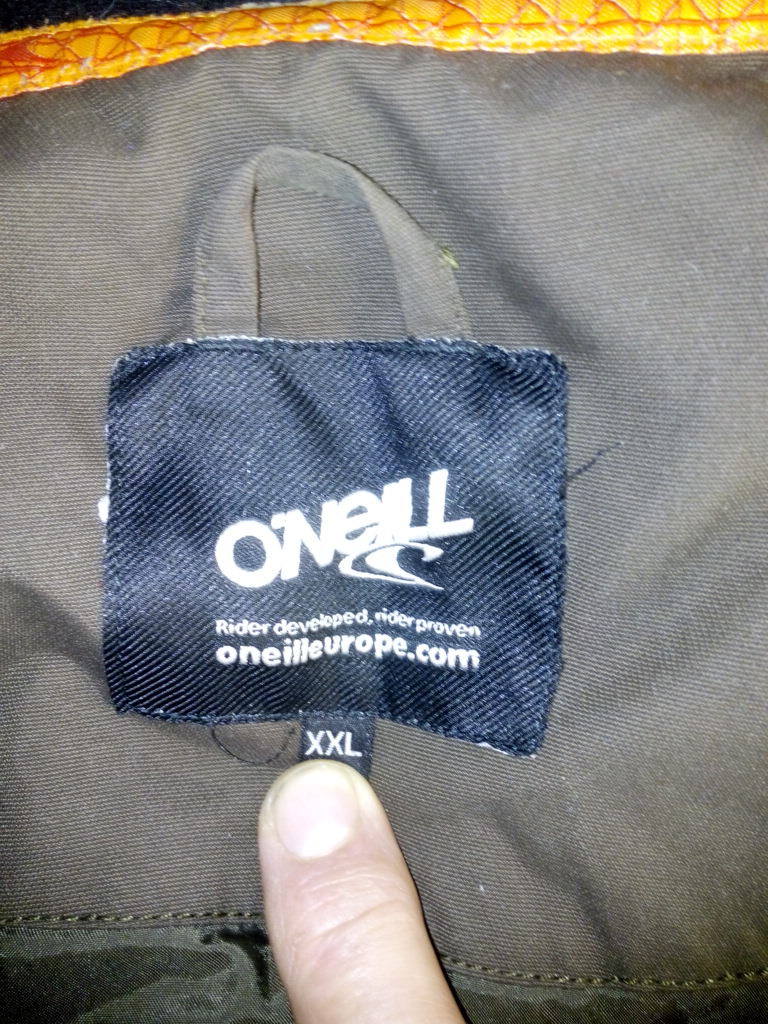 O'NEILL
Rider developed, rider proven
oneilleurope.com
XXL